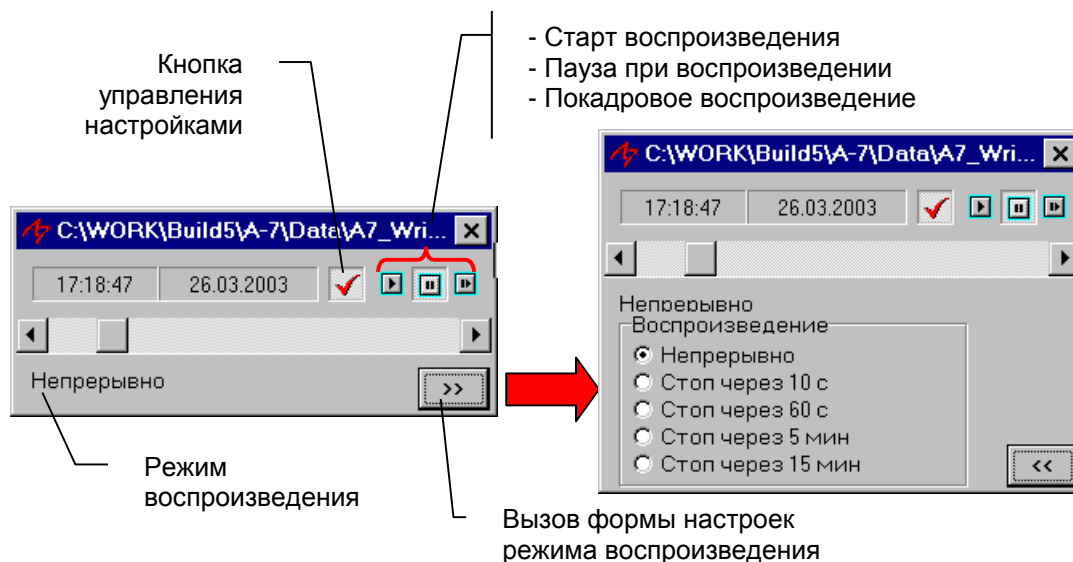 Кнопка
управления
настройками
- Старт воспроизведения
- Пауза при воспроизведении
- Покадровое воспроизведение
C:\WORK\Build5\A-7\Data\A7_Wri...
17:18:47 26.03.2003
Непрерывно
>>
Режим
воспроизведения
C:\WORK\Build5\A-7\Data\A7_Wri...
17:18:47 26.03.2003
Непрерывно
Воспроизведение
Непрерывно
Стоп через 10 с
Стоп через 60 с
Стоп через 5 мин
Стоп через 15 мин
<<
Вызов формы настроек
режима воспроизведения